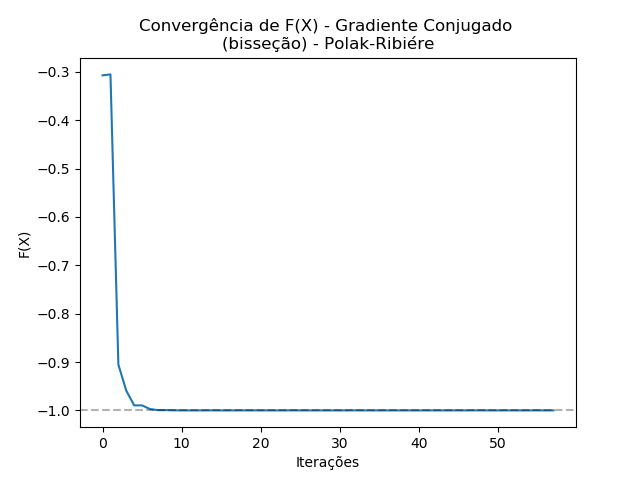 Convergência de F(X) - Gradiente Conjugado
(bisseção) - Polak-Ribiére
−0.3
−0.4
−0.5
−0.6
−0.7
−0.8
−0.9
−1.0
F(X)
0 10 20 30 40 50
Iterações